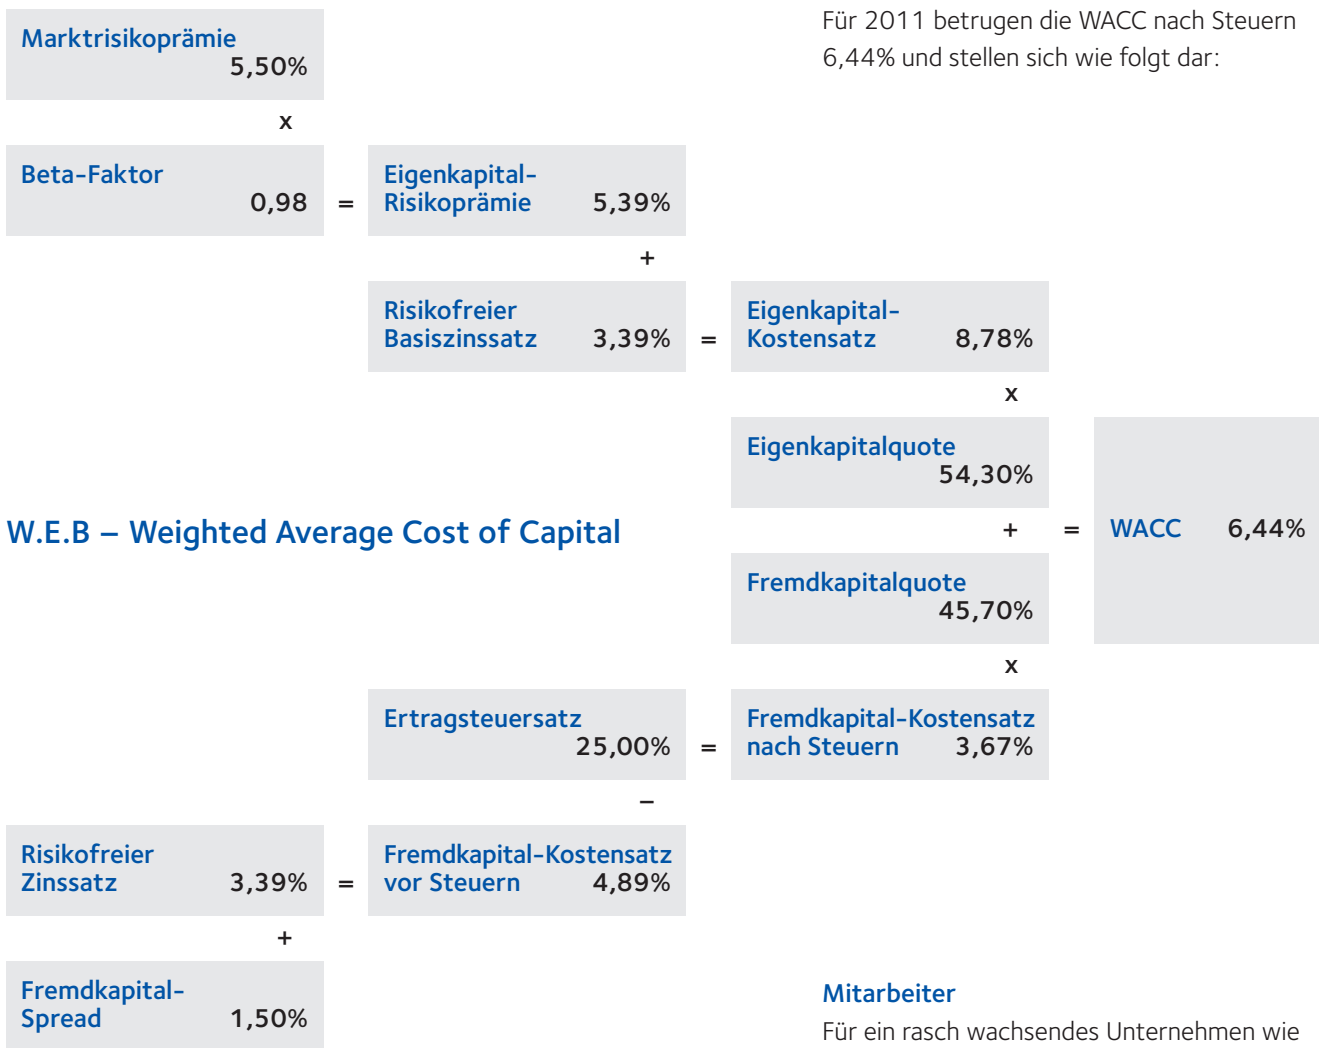 Für 2011 betrugen die WACC nach Steuern
6,44% und stellen sich wie folgt dar:
Marktrisikoprämie
5,50%
x
Beta-Faktor
0,98
=
Eigenkapital-
Risikoprämie 5,39%
+
Risikofreier
Basiszinssatz 3,39%
=
Eigenkapital-
Kostensatz 8,78%
x
Eigenkapitalquote
54,30%
W.E.B – Weighted Average Cost of Capital
+
=
WACC 6,44%
Fremdkapitalquote
45,70%
x
Ertragsteuersatz
25,00%
=
Fremdkapital-Kostensatz
nach Steuern 3,67%
–
Risikofreier
Zinssatz 3,39%
=
Fremdkapital-Kostensatz
vor Steuern 4,89%
+
Fremdkapital-
Spread 1,50%
Mitarbeiter
Für ein rasch wachsendes Unternehmen wie